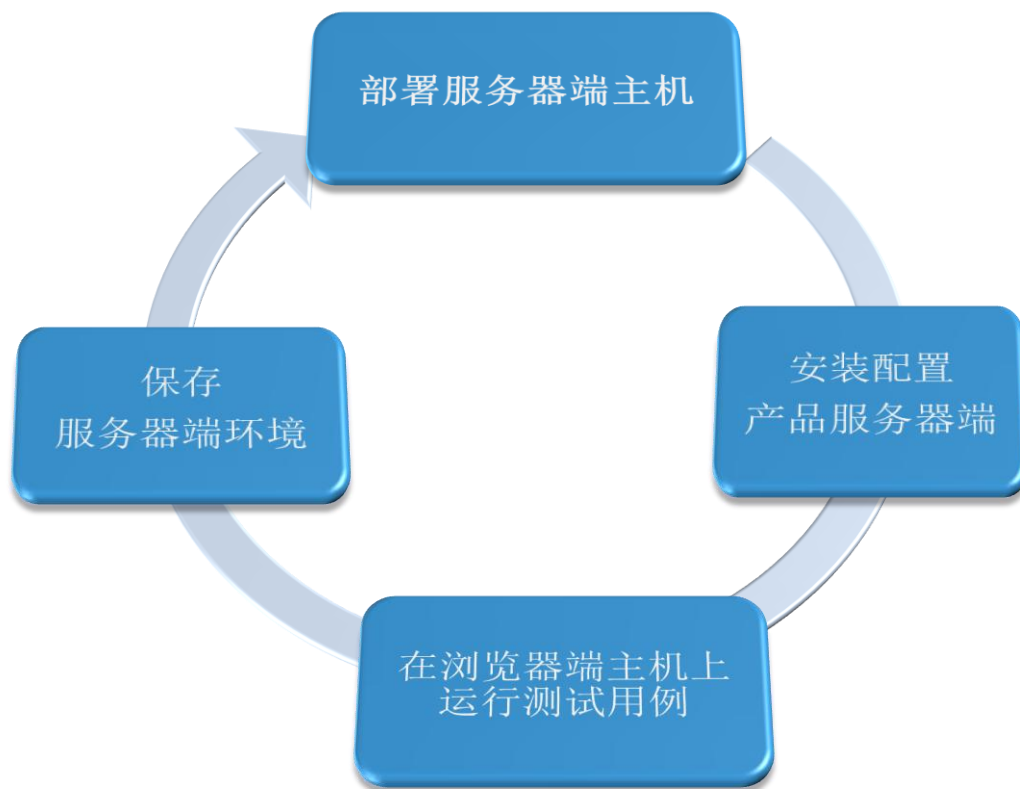 部署服务器端主机
安装配置
产品服务器端
在浏览器端主机上
运行测试用例
保存
服务器端环境